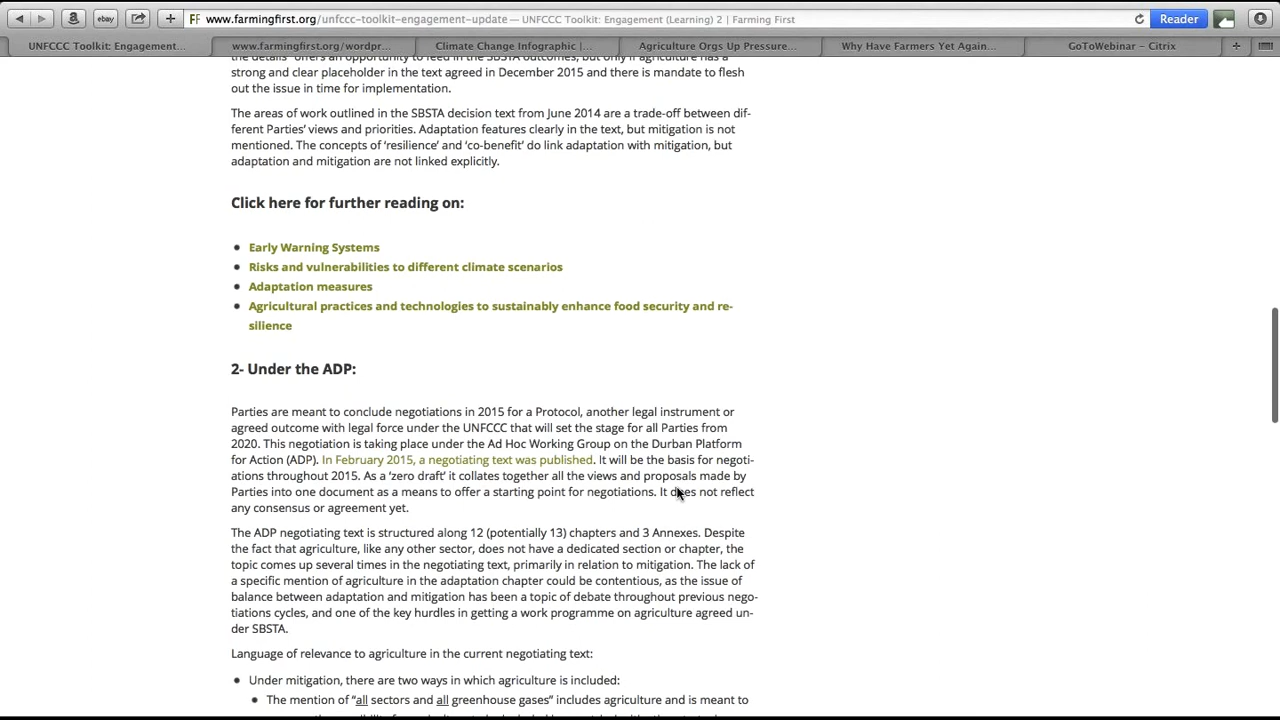 ebay
www.farmingfirst.org/unfccc-toolkit-engagement-update — UNFCCC Toolkit: Engagement (Learning) 2 | Farming First
Reader
UNFCCC Toolkit: Engagement...
www.farmingfirst.org/wordpr...
Climate Change Infographic |...
Agriculture Orgs Up Pressure...
Why Have Farmers Yet Again...
GoToWebinar – Citrix
the details" offers an opportunity to feed in the SBSTA outcomes, but only if agriculture has a
strong and clear placeholder in the text agreed in December 2015 and there is mandate to flesh
out the issue in time for implementation.
The areas of work outlined in the SBSTA decision text from June 2014 are a trade-off between dif-
ferent Parties’ views and priorities. Adaptation features clearly in the text, but mitigation is not
mentioned. The concepts of ‘resilience’ and ‘co-benefit’ do link adaptation with mitigation, but
adaptation and mitigation are not linked explicitly.
Click here for further reading on:
Early Warning Systems
Risks and vulnerabilities to different climate scenarios
Adaptation measures
Agricultural practices and technologies to sustainably enhance food security and re-
silience
2- Under the ADP:
Parties are meant to conclude negotiations in 2015 for a Protocol, another legal instrument or
agreed outcome with legal force under the UNFCCC that will set the stage for all Parties from
2020. This negotiation is taking place under the Ad Hoc Working Group on the Durban Platform
for Action (ADP). In February 2015, a negotiating text was published. It will be the basis for negoti-
ations throughout 2015. As a ‘zero draft’ it collates together all the views and proposals made by
Parties into one document as a means to offer a starting point for negotiations. It does not reflect
any consensus or agreement yet.
The ADP negotiating text is structured along 12 (potentially 13) chapters and 3 Annexes. Despite
the fact that agriculture, like any other sector, does not have a dedicated section or chapter, the
topic comes up several times in the negotiating text, primarily in relation to mitigation. The lack of
a specific mention of agriculture in the adaptation chapter could be contentious, as the issue of
balance between adaptation and mitigation has been a topic of debate throughout previous nego-
tiations cycles, and one of the key hurdles in getting a work programme on agriculture agreed un-
der SBSTA.
Language of relevance to agriculture in the current negotiating text:
Under mitigation, there are two ways in which agriculture is included:
The mention of “all sectors and all greenhouse gases” includes agriculture and is meant to